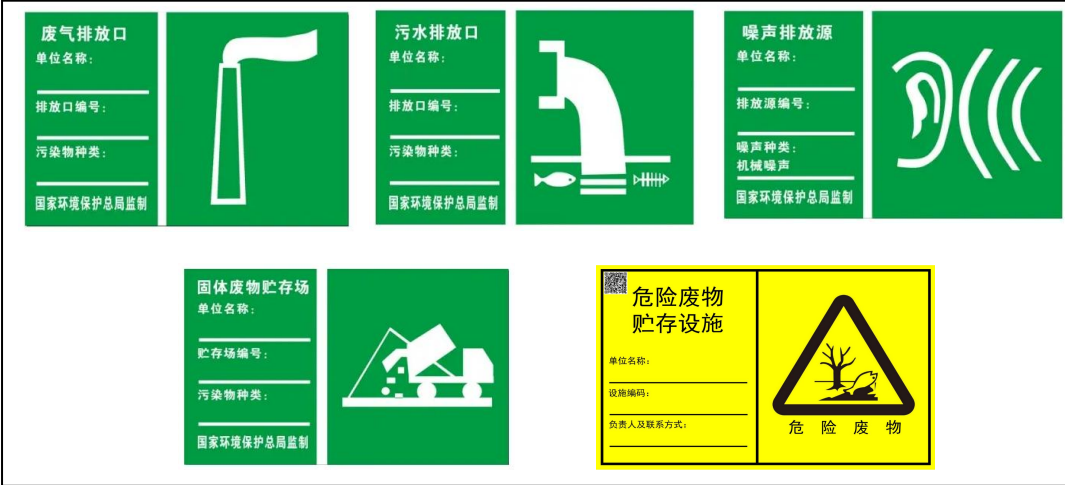 废气排放口
单位名称：
排放口编号：
污染物种类：
国家环境保护总局监制
污水排放口
单位名称：
排放口编号：
污染物种类：
国家环境保护总局监制
噪声排放源
单位名称：
排放源编号：
噪声种类：
机械噪声
国家环境保护总局监制
固体废物贮存场
单位名称：
贮存场编号：
污染物种类：
国家环境保护总局监制
危险废物
贮存设施
单位名称：
设施编码：
负责人及联系方式：
危险废物